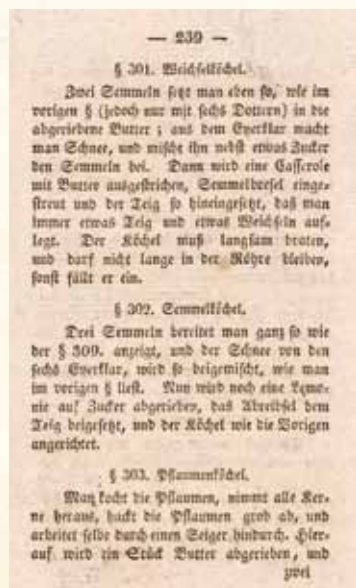 — 239 —
§ 301. Weichselköchel.
Zwei Semmeln setzt man eben so, wie im
vorigen § (jedoch nur mit sechs Dottern) in die
abgeriebene Butter ; aus dem Eyerklar macht
man Schnee, und mischt ihn nebst etwas Zucker
den Semmeln bei. Dann wird eine Casserole
mit Butter ausgestrichen, Semmelbresel einge-
streut und der Teig so hineingesetzt, daß man
immer etwas Teig und etwas Weichseln auf-
legt. Der Köchel muß langsam braten,
und darf nicht lange in der Röhre bleiben,
sonst fällt er ein.
§ 302. Semmelköchel.
Drei Semmeln bereitet man ganz so wie
der § 300. anzeigt, und der Schnee von den
sechs Eyerklar, wird so beigemischt, wie man
im vorigen § liest. Nun wird noch eine Lemo-
nie auf Zucker abgerieben, das Abreibsel dem
Teig beigesetzt, und der Köchel wie die Vorigen
angerichtet.
§ 303. Pflaumenköchel.
Man kocht die Pflaumen, nimmt alle Ker-
ne heraus, hackt die Pflaumen grob ab, und
arbeitet selbe durch einen Seiger hindurch. Hier-
auf wird ein Stück Butter abgerieben, und
zwei